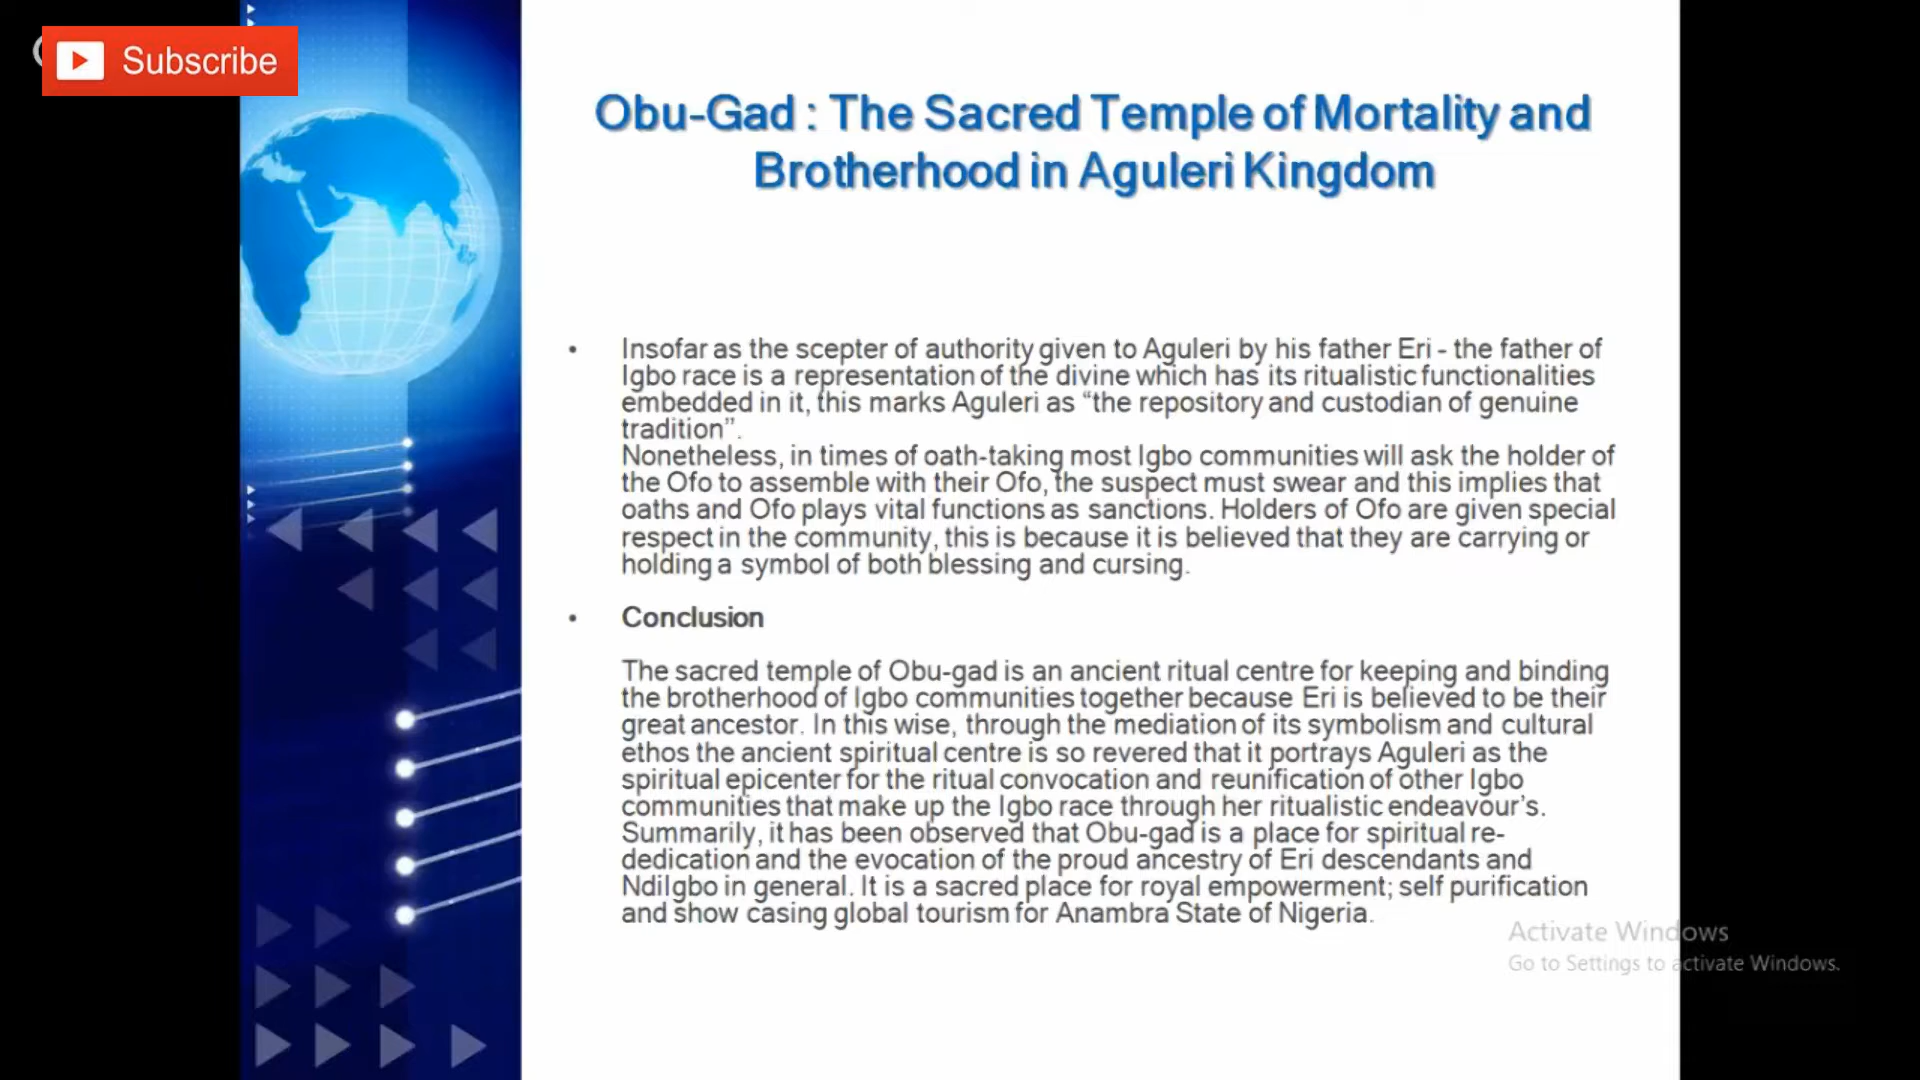 Subscribe
Obu-Gad : The Sacred Temple of Mortality and
Brotherhood in Aguleri Kingdom
• Insofar as the scepter of authority given to Aguleri by his father Eri - the father of
Igbo race is a representation of the divine which has its ritualistic functionalities
embedded in it, this marks Aguleri as “the repository and custodian of genuine
tradition”.
Nonetheless, in times of oath-taking most Igbo communities will ask the holder of
the Ofo to assemble with their Ofo, the suspect must swear and this implies that
oaths and Ofo plays vital functions as sanctions. Holders of Ofo are given special
respect in the community, this is because it is believed that they are carrying or
holding a symbol of both blessing and cursing.
• Conclusion
The sacred temple of Obu-gad is an ancient ritual centre for keeping and binding
the brotherhood of Igbo communities together because Eri is believed to be their
great ancestor. In this wise, through the mediation of its symbolism and cultural
ethos the ancient spiritual centre is so revered that it portrays Aguleri as the
spiritual epicenter for the ritual convocation and reunification of other Igbo
communities that make up the Igbo race through her ritualistic endeavour’s.
Summarily, it has been observed that Obu-gad is a place for spiritual re-
dedication and the evocation of the proud ancestry of Eri descendants and
NdiIgbo in general. It is a sacred place for royal empowerment; self purification
and show casing global tourism for Anambra State of Nigeria.
Activate Windows
Go to Settings to activate Windows.